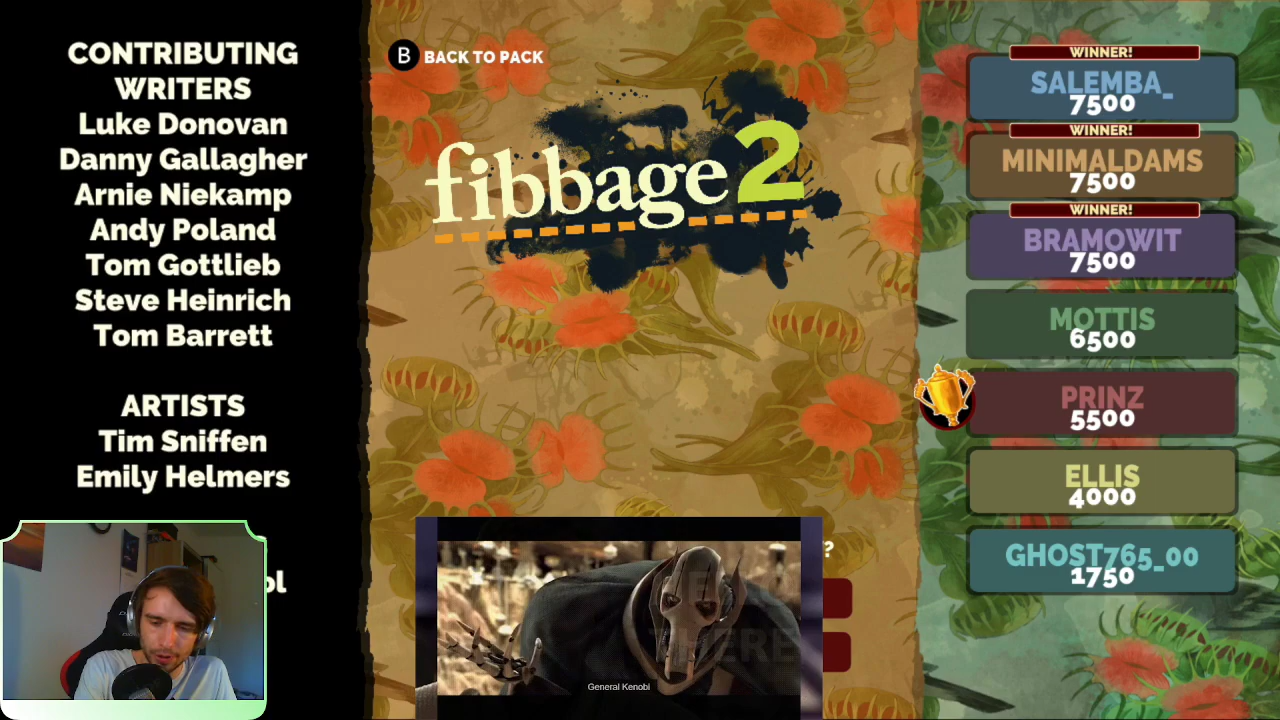 CONTRIBUTING
WRITERS
Luke Donovan
Danny Gallagher
Arnie Niekamp
Andy Poland
Tom Gottlieb
Steve Heinrich
Tom Barrett
ARTISTS
Tim Sniffen
Emily Helmers
ol
B BACK TO PACK
fibbage 2
?
THERE
General Kenobi
WINNER!
SALEMBA_
7500
WINNER!
MINIMALDAMS
7500
WINNER!
BRAMOWIT
7500
MOTTIS
6500
PRINZ
5500
ELLIS
4000
GHOST765_00
1750